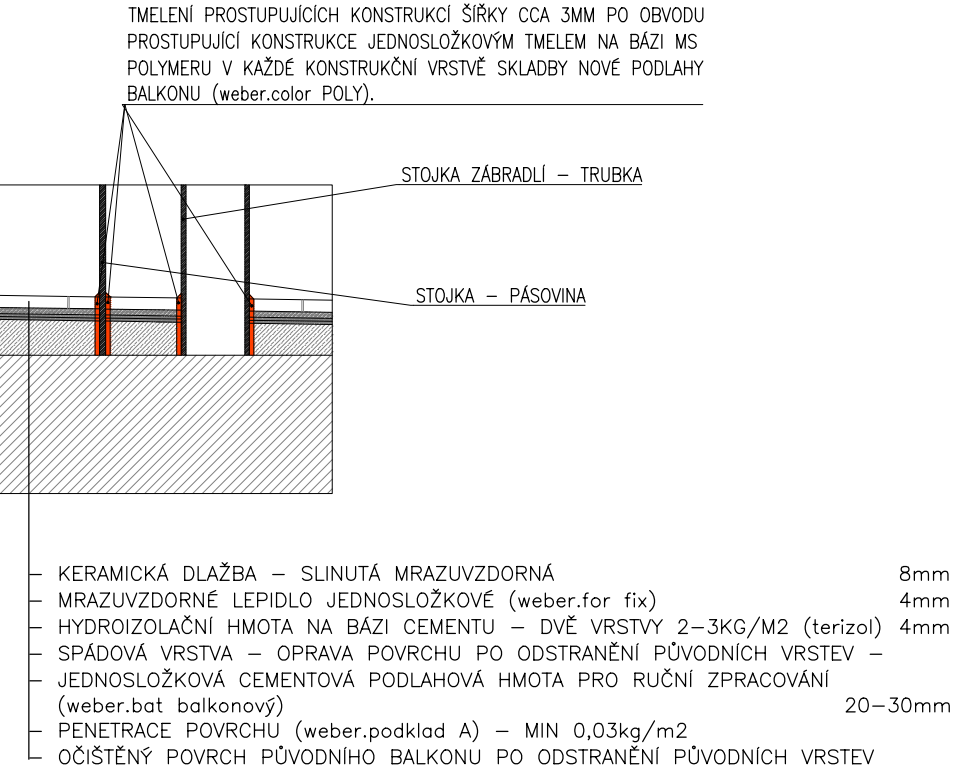 TMELENÍ PROSTUPUJÍCÍCH KONSTRUKCÍ ŠÍŘKY CCA 3MM PO OBVODU
PROSTUPUJÍCÍ KONSTRUKCE JEDNOSLOŽKOVÝM TMELEM NA BÁZI MS
POLYMERU V KAŽDÉ KONSTRUKČNÍ VRSTVĚ SKLADBY NOVÉ PODLAHY
BALKONU (weber.color POLY).
STOJKA ZÁBRADLÍ – TRUBKA
STOJKA – PÁSOVINA
– KERAMICKÁ DLAŽBA – SLINUTÁ MRAZUVZDORNÁ 8mm
– MRAZUVZDORNÉ LEPIDLO JEDNOSLOŽKOVÉ (weber.for fix) 4mm
– HYDROIZOLAČNÍ HMOTA NA BÁZI CEMENTU – DVĚ VRSTVY 2–3KG/M2 (terizol) 4mm
– SPÁDOVÁ VRSTVA – OPRAVA POVRCHU PO ODSTRANĚNÍ PŮVODNÍCH VRSTEV –
– JEDNOSLOŽKOVÁ CEMENTOVÁ PODLAHOVÁ HMOTA PRO RUČNÍ ZPRACOVÁNÍ
(weber.bat balkonový) 20–30mm
– PENETRACE POVRCHU (weber.podklad A) – MIN 0,03kg/m2
– OČIŠTĚNÝ POVRCH PŮVODNÍHO BALKONU PO ODSTRANĚNÍ PŮVODNÍCH VRSTEV